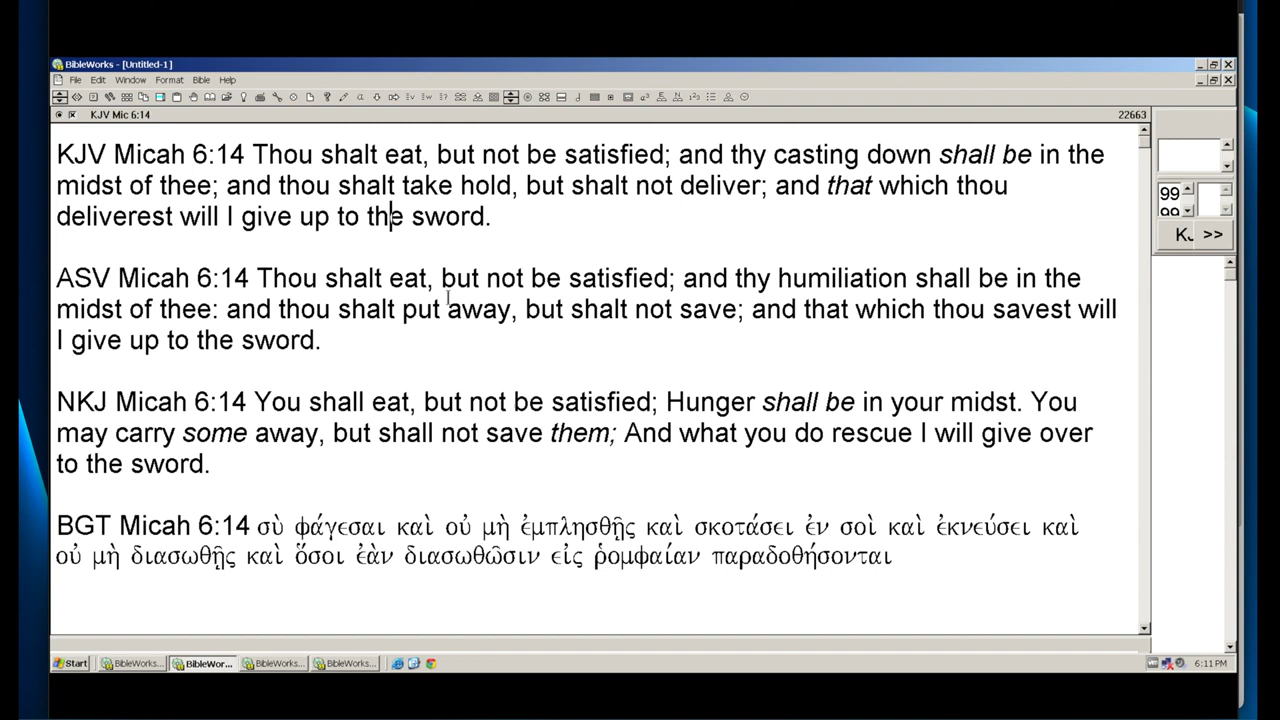 BibleWorks - [Untitled-1]
File Edit Window Format Bible Help
KJV Mic 6:14 22663
KJV Micah 6:14 Thou shalt eat, but not be satisfied; and thy casting down shall be in the
midst of thee; and thou shalt take hold, but shalt not deliver; and that which thou
deliverest will I give up to the sword.
ASV Micah 6:14 Thou shalt eat, but not be satisfied; and thy humiliation shall be in the
midst of thee: and thou shalt put away, but shalt not save; and that which thou savest will
I give up to the sword.
NKJ Micah 6:14 You shall eat, but not be satisfied; Hunger shall be in your midst. You
may carry some away, but shall not save them; And what you do rescue I will give over
to the sword.
BGT Micah 6:14 σὺ φάγεσαι καὶ οὐ μὴ ἐμπλησθῇς καὶ σκοτάσει ἐν σοὶ καὶ ἐκνεύσει καὶ
οὐ μὴ διασωθῇς καὶ ὅσοι ἐὰν διασωθῶσιν εἰς ῥομφαίαν παραδοθήσονται
99
>>
Start BibleWorks... BibleWor... BibleWorks... BibleWorks... 6:11 PM